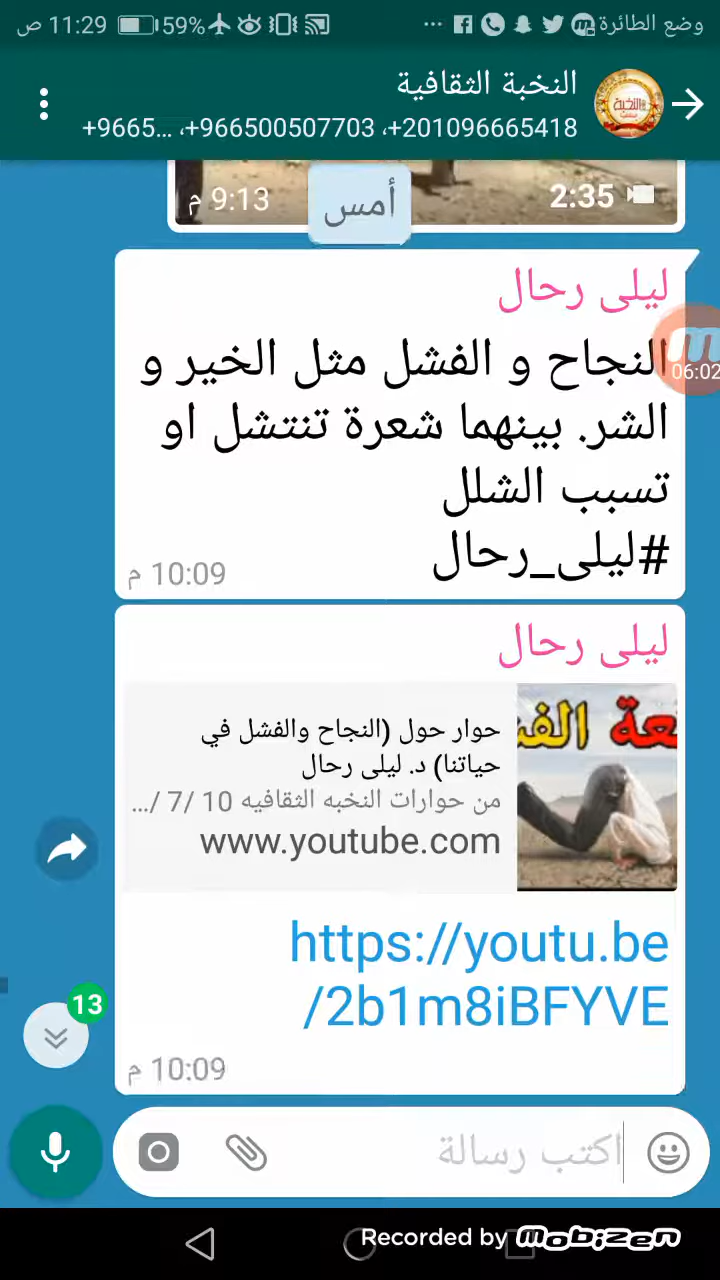 وضع الطائرة ... 59% 11:29 ص
النخبة الثقافية
+9665... ،+966500507703 ،+201096665418
9:13 م 2:35
أمس
ليلى رحال
06:02
النجاح و الفشل مثل الخير و
الشر. بينهما شعرة تنتشل او
تسبب الشلل
#ليلى_رحال
10:09 م
ليلى رحال
حوار حول (النجاح والفشل في
حياتنا) د. ليلى رحال
من حوارات النخبه الثقافيه 10 /7 /...
www.youtube.com
https://youtu.be
/2b1m8iBFYVE
13
10:09 م
اكتب رسالة
Recorded by mobizen